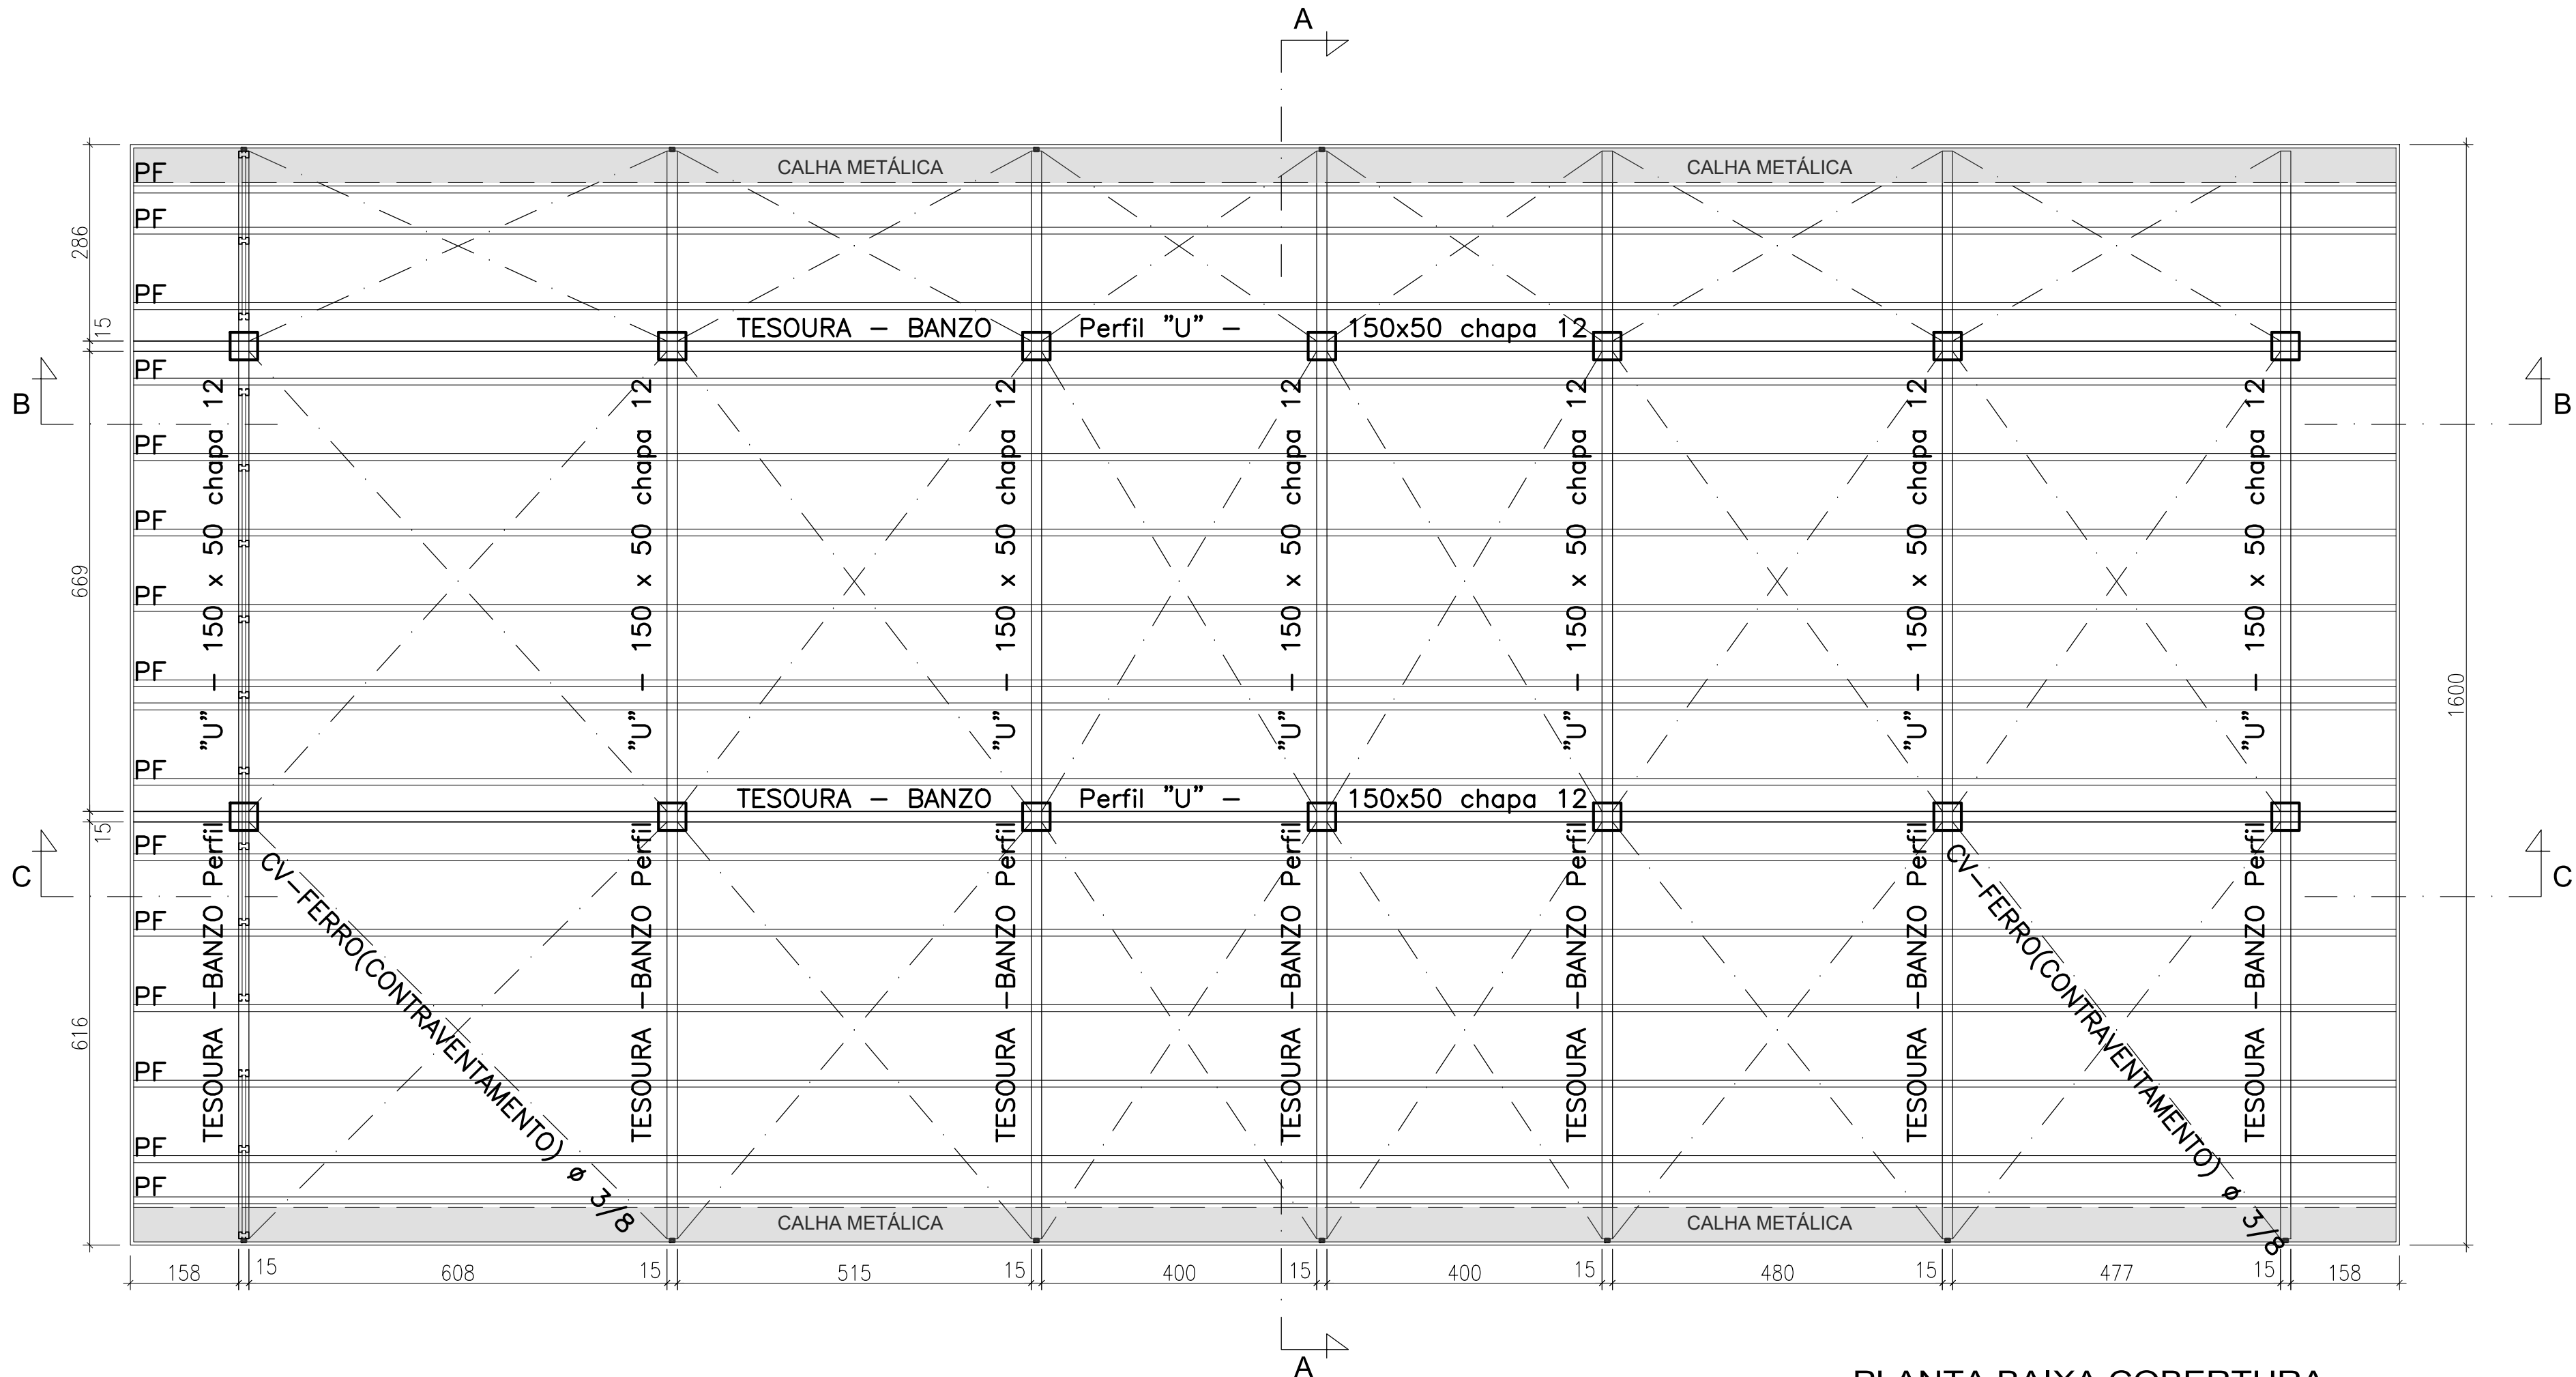 A
CALHA METÁLICA
CALHA METÁLICA
PF
PF
286
PF
15
TESOURA - BANZO Perfil "U" - 150x50 chapa 12
PF
B
B
PF
PF
669
PF
PF
1600
PF
TESOURA - BANZO Perfil "U" - 150x50 chapa 12
15
PF
C
C
PF
PF
616
PF
PF
PF
TESOURA -BANZO Perfil "U" - 150 x 50 chapa 12
TESOURA -BANZO Perfil "U" - 150 x 50 chapa 12
TESOURA -BANZO Perfil "U" - 150 x 50 chapa 12
TESOURA -BANZO Perfil "U" - 150 x 50 chapa 12
TESOURA -BANZO Perfil "U" - 150 x 50 chapa 12
TESOURA -BANZO Perfil "U" - 150 x 50 chapa 12
TESOURA -BANZO Perfil "U" - 150 x 50 chapa 12
CV-FERRO(CONTRAVENTAMENTO) ø 3/8
CV-FERRO(CONTRAVENTAMENTO) ø 3/8
CALHA METÁLICA
CALHA METÁLICA
158 15 608 15 515 15 400 15 400 15 480 15 477 15 158
A
PLANTA BAIXA COBERTURA